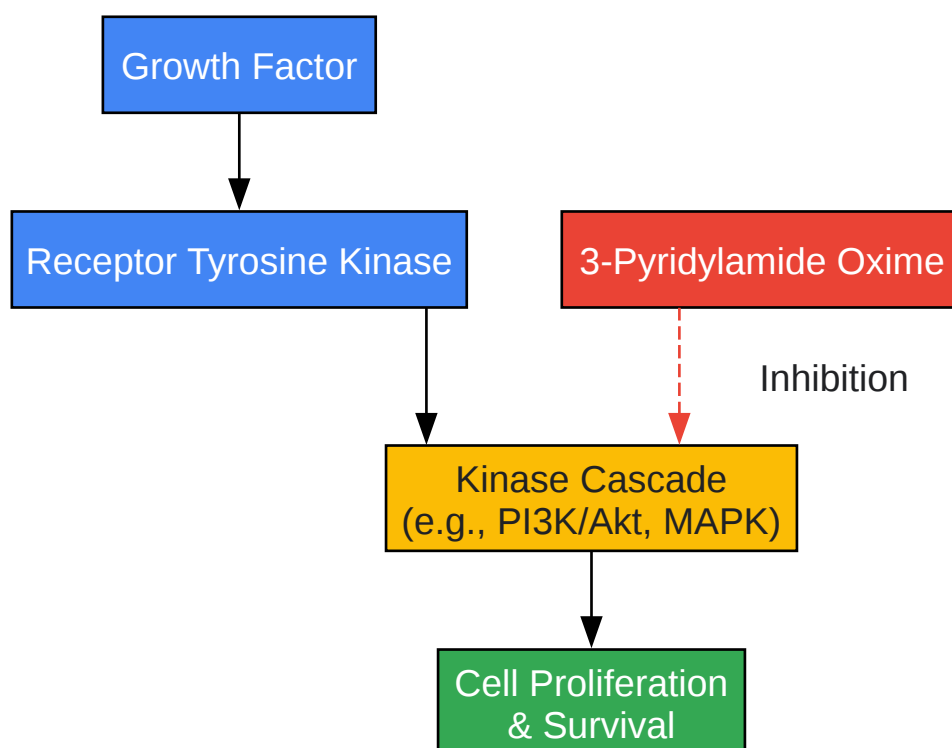 Growth Factor
Receptor Tyrosine Kinase
3-Pyridylamide Oxime
Inhibition
Kinase Cascade
(e.g., PI3K/Akt, MAPK)
Cell Proliferation
& Survival